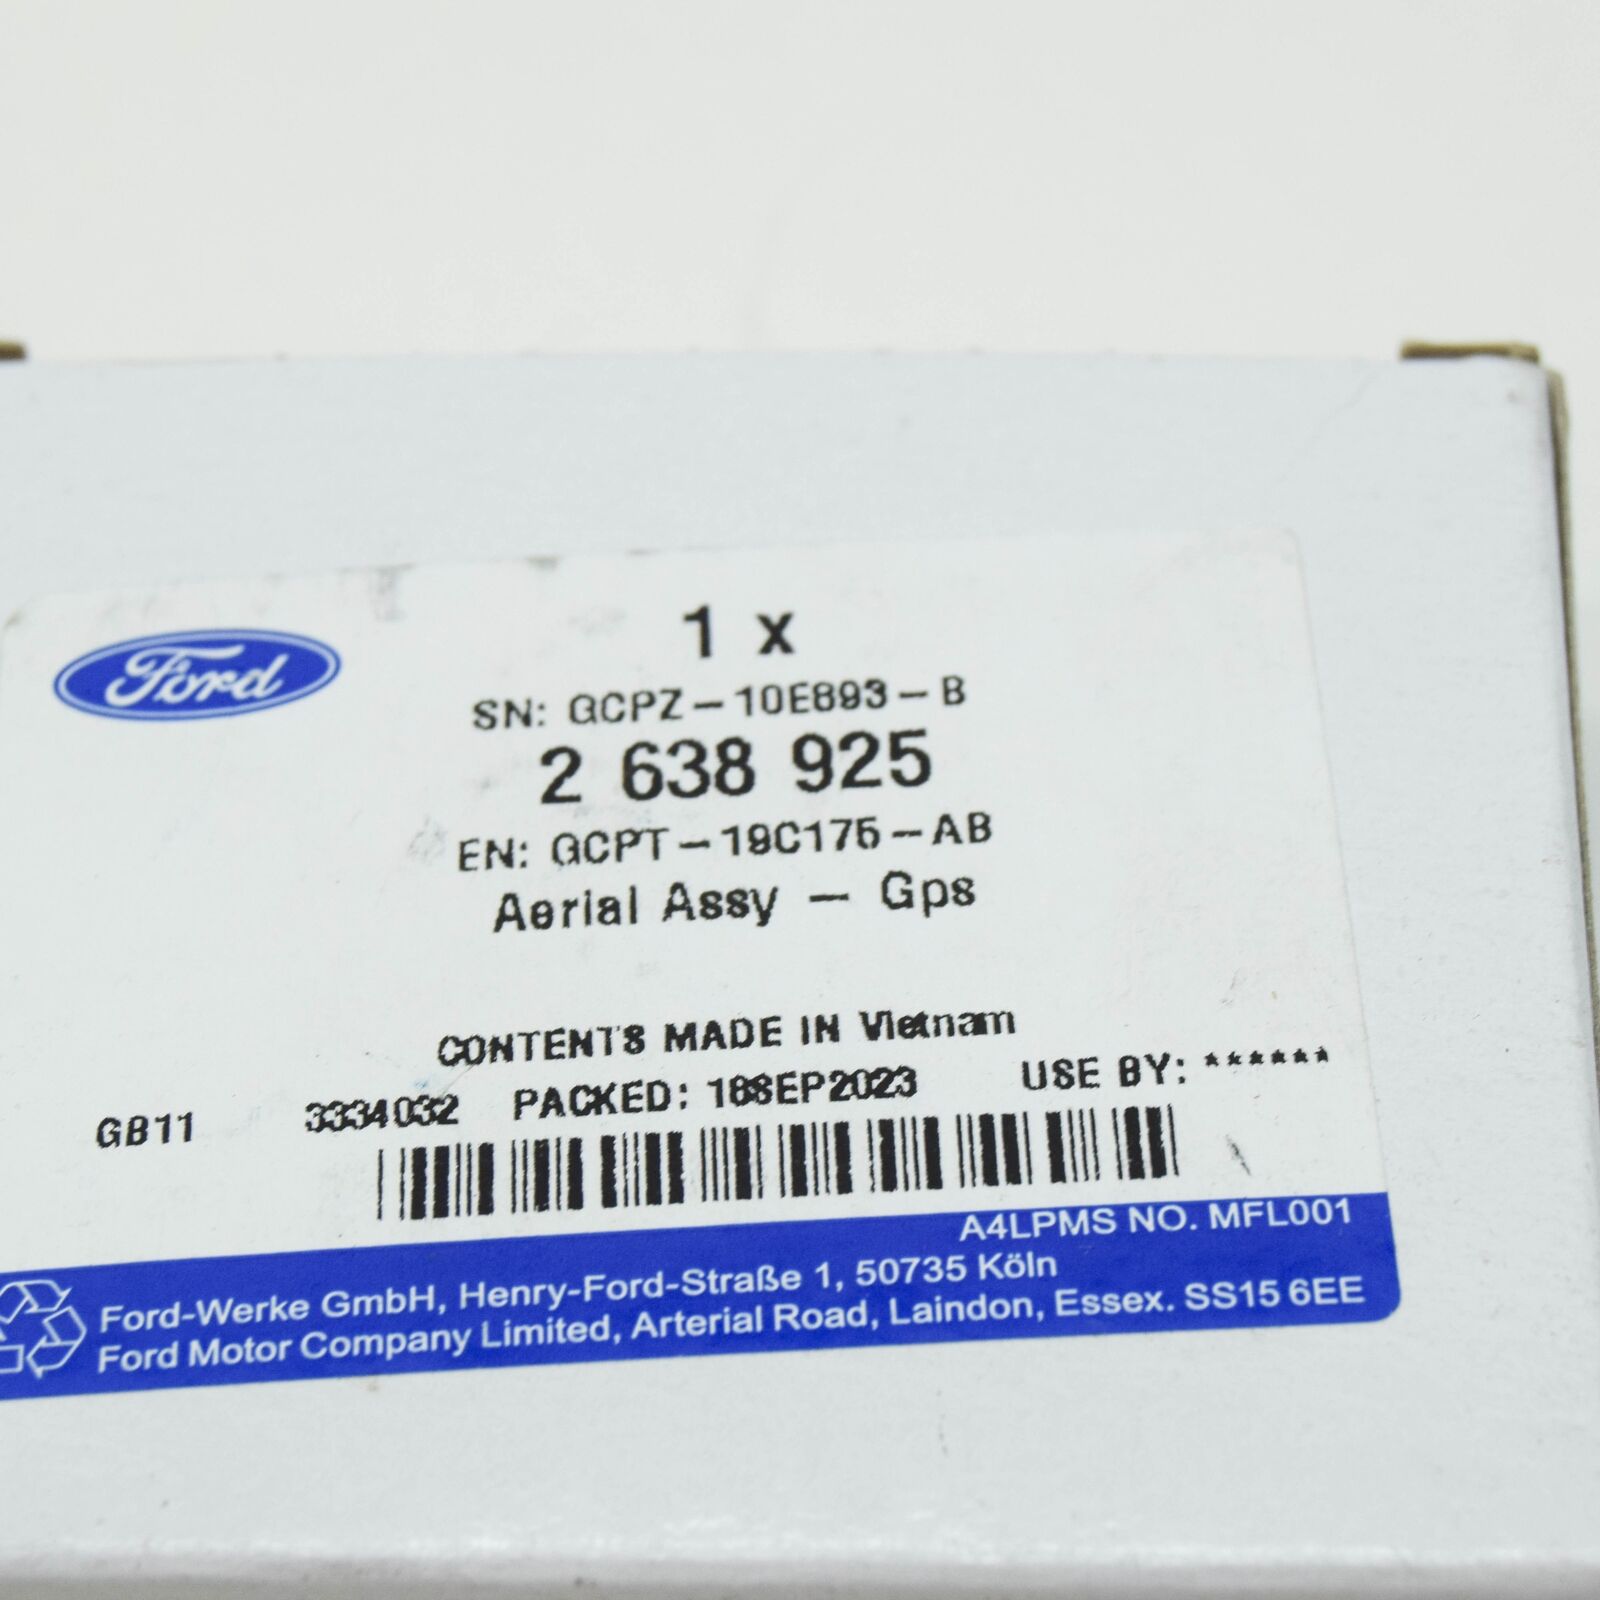 Ford
1 x
SN: GCPZ-10E893-B
2 638 925
EN: GCPT-19C175-AB
Aerial Assy - Gps
CONTENTS MADE IN Vietnam
GB11 3334032 PACKED: 18SEP2023 USE BY: ******
A4LPMS NO. MFL001
Ford-Werke GmbH, Henry-Ford-Straße 1, 50735 Köln
Ford Motor Company Limited, Arterial Road, Laindon, Essex. SS15 6EE